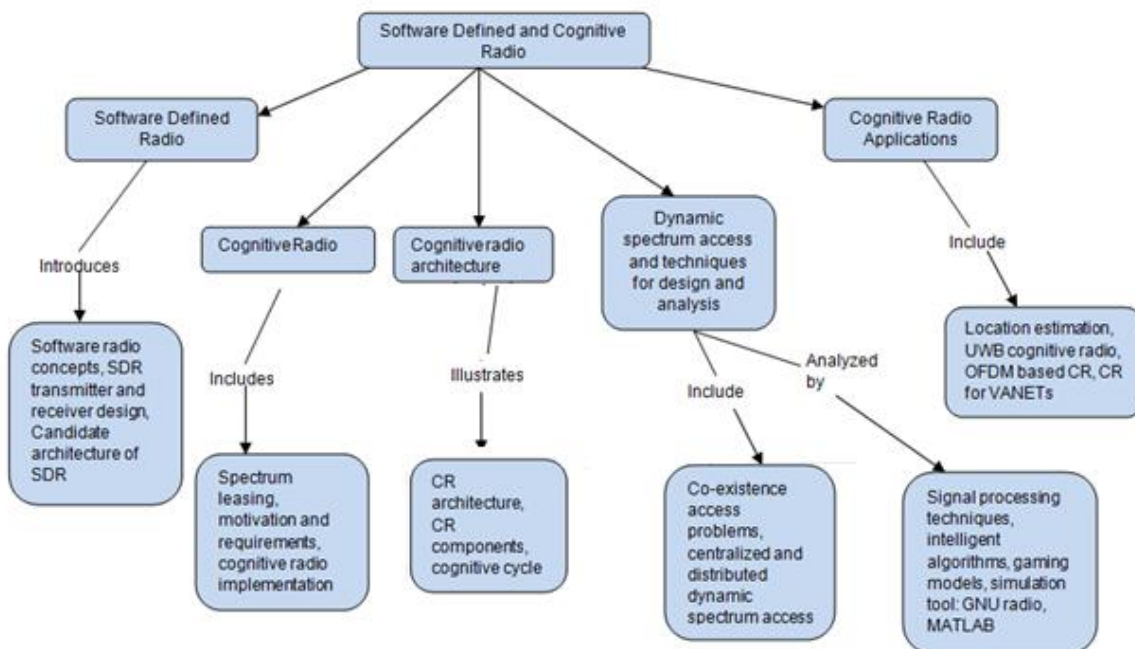 Software Defined and Cognitive
Radio
Software Defined
Radio
Cognitive Radio
Applications
Cognitive Radio
Cognitive radio
architecture
Dynamic
spectrum access
and techniques
for design and
analysis
Introduces
Include
Software radio
concepts, SDR
transmitter and
receiver design,
Candidate
architecture of
SDR
Includes
Illustrates
Include
Analyzed
by
Location estimation,
UWB cognitive radio,
OFDM based CR, CR
for VANETs
Spectrum
leasing,
motivation and
requirements,
cognitive radio
implementation
CR
architecture,
CR
components,
cognitive cycle
Co-existence
access
problems,
centralized and
distributed
dynamic
spectrum access
Signal processing
techniques,
intelligent
algorithms, gaming
models, simulation
tool: GNU radio,
MATLAB